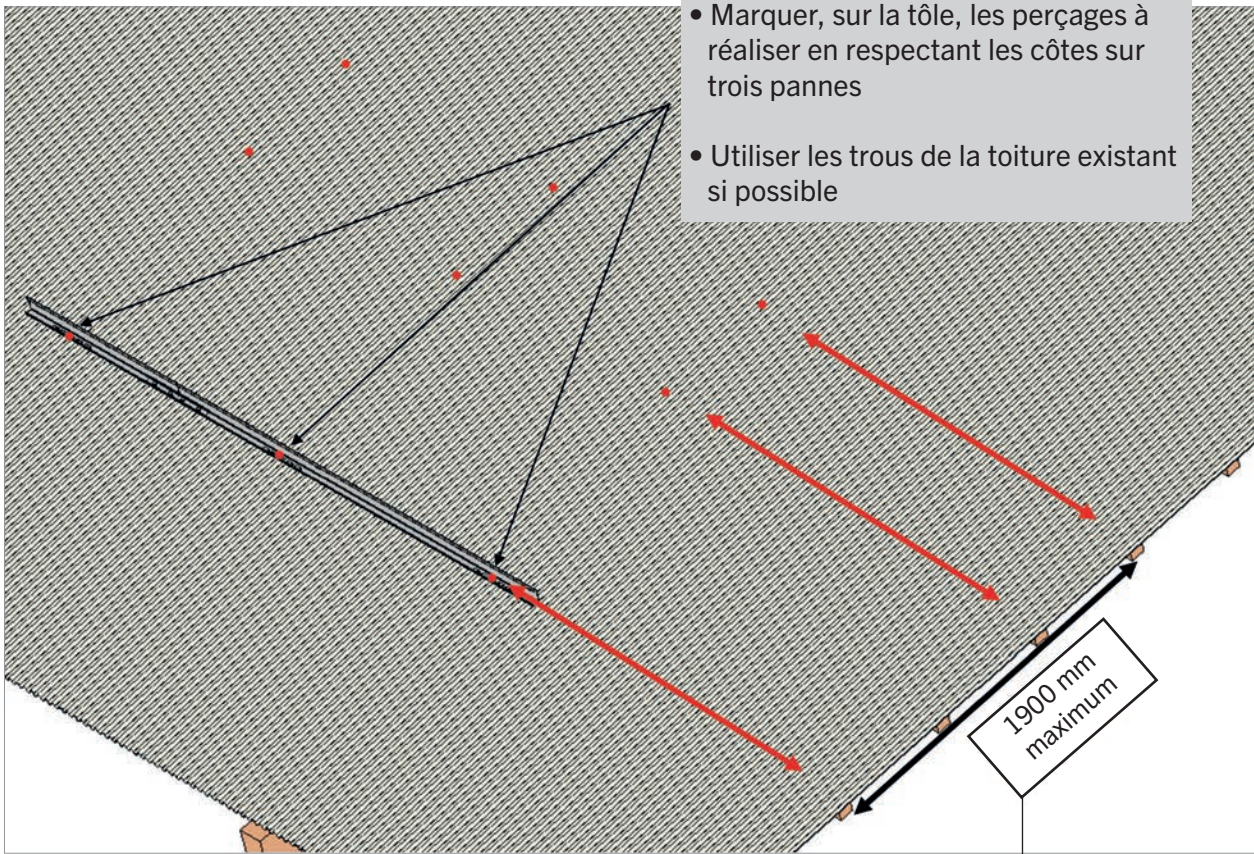 • Marquer, sur la tôle, les perçages à
réaliser en respectant les côtes sur
trois pannes
• Utiliser les trous de la toiture existant
si possible
1900 mm
maximum